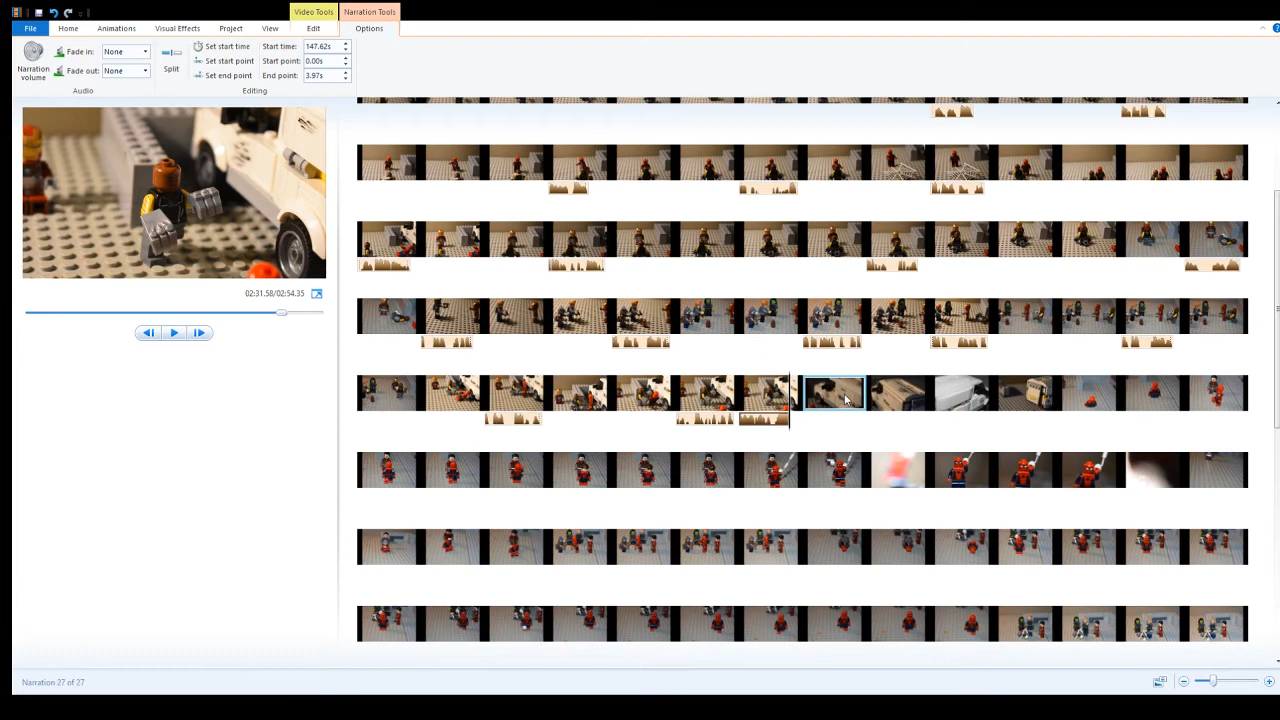 Video Tools Narration Tools
File Home Animations Visual Effects Project View Edit Options
Narration volume
Fade in: None
Fade out: None
Audio
Split
Set start time Start time: 147.62s
Set start point Start point: 0.00s
Set end point End point: 3.97s
Editing
02:31.58/02:54.35
Narration 27 of 27